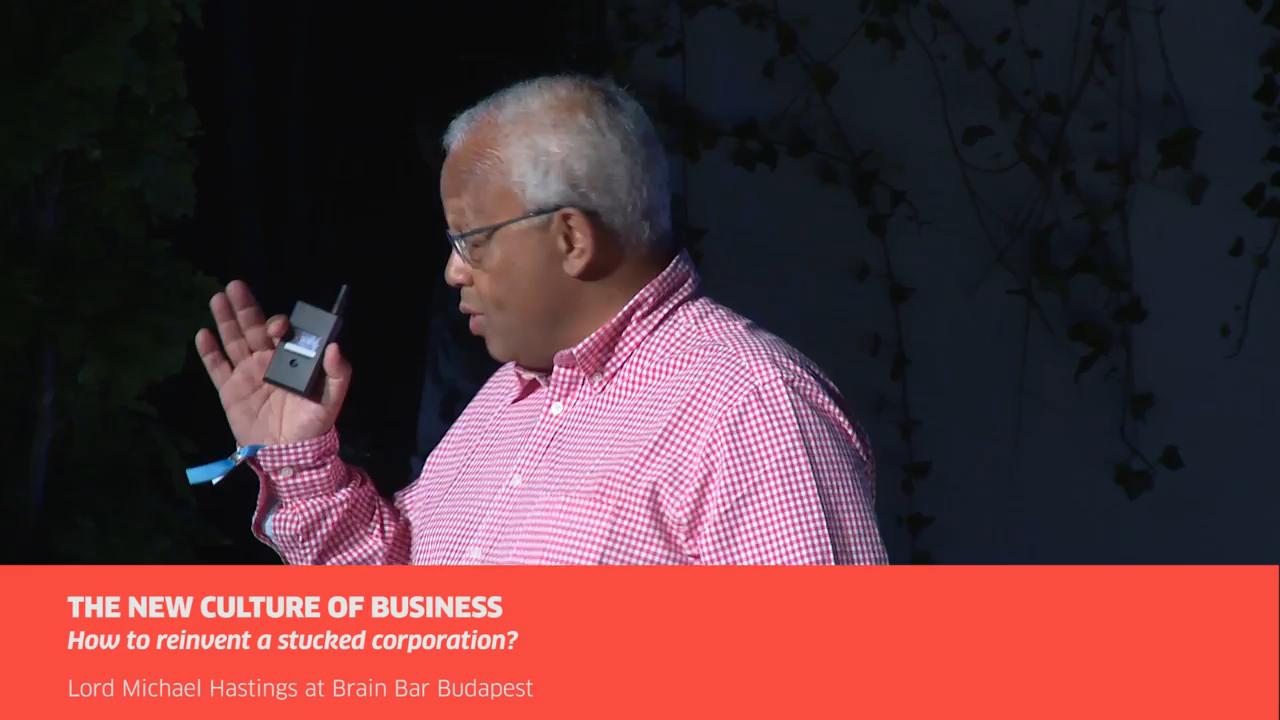 THE NEW CULTURE OF BUSINESS
How to reinvent a stucked corporation?
Lord Michael Hastings at Brain Bar Budapest